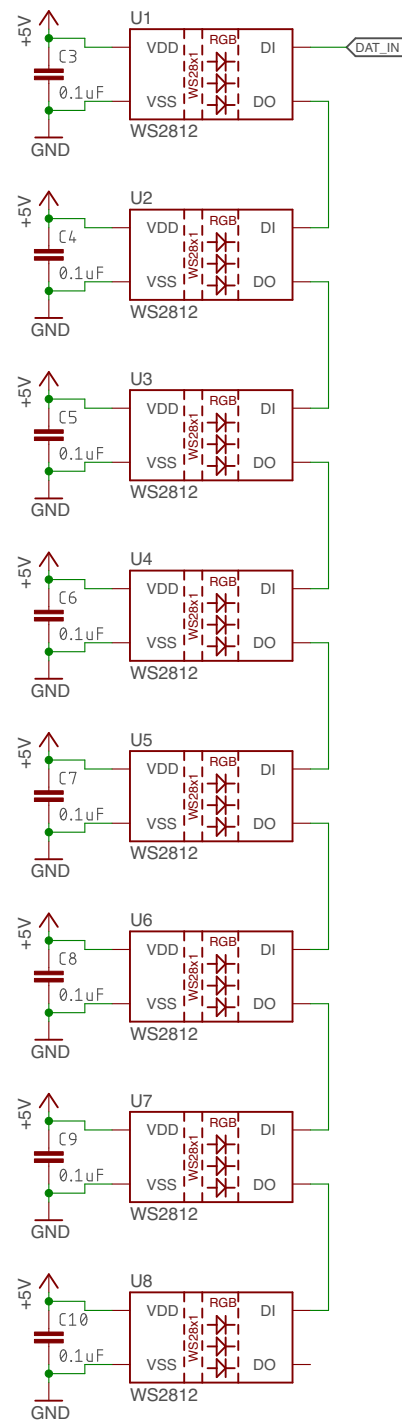 U1
+5V
VDD
WS28x1
RGB
DI
DAT_IN
C3
0.1uF
VSS
DO
GND
WS2812
U2
+5V
VDD
WS28x1
RGB
DI
C4
0.1uF
VSS
DO
GND
WS2812
U3
+5V
VDD
WS28x1
RGB
DI
C5
0.1uF
VSS
DO
GND
WS2812
U4
+5V
VDD
WS28x1
RGB
DI
C6
0.1uF
VSS
DO
GND
WS2812
U5
+5V
VDD
WS28x1
RGB
DI
C7
0.1uF
VSS
DO
GND
WS2812
U6
+5V
VDD
WS28x1
RGB
DI
C8
0.1uF
VSS
DO
GND
WS2812
U7
+5V
VDD
WS28x1
RGB
DI
C9
0.1uF
VSS
DO
GND
WS2812
U8
+5V
VDD
WS28x1
RGB
DI
C10
0.1uF
VSS
DO
GND
WS2812